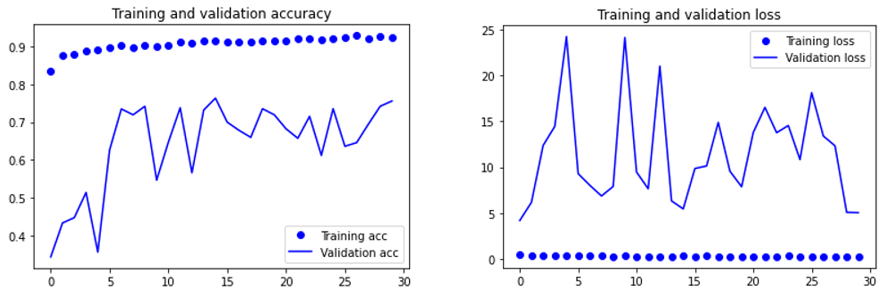 Training and validation accuracy
0.9
0.8
0.7
0.6
0.5
0.4
Training acc
Validation acc
0 5 10 15 20 25 30
Training and validation loss
25
20
15
10
5
0
Training loss
Validation loss
0 5 10 15 20 25 30